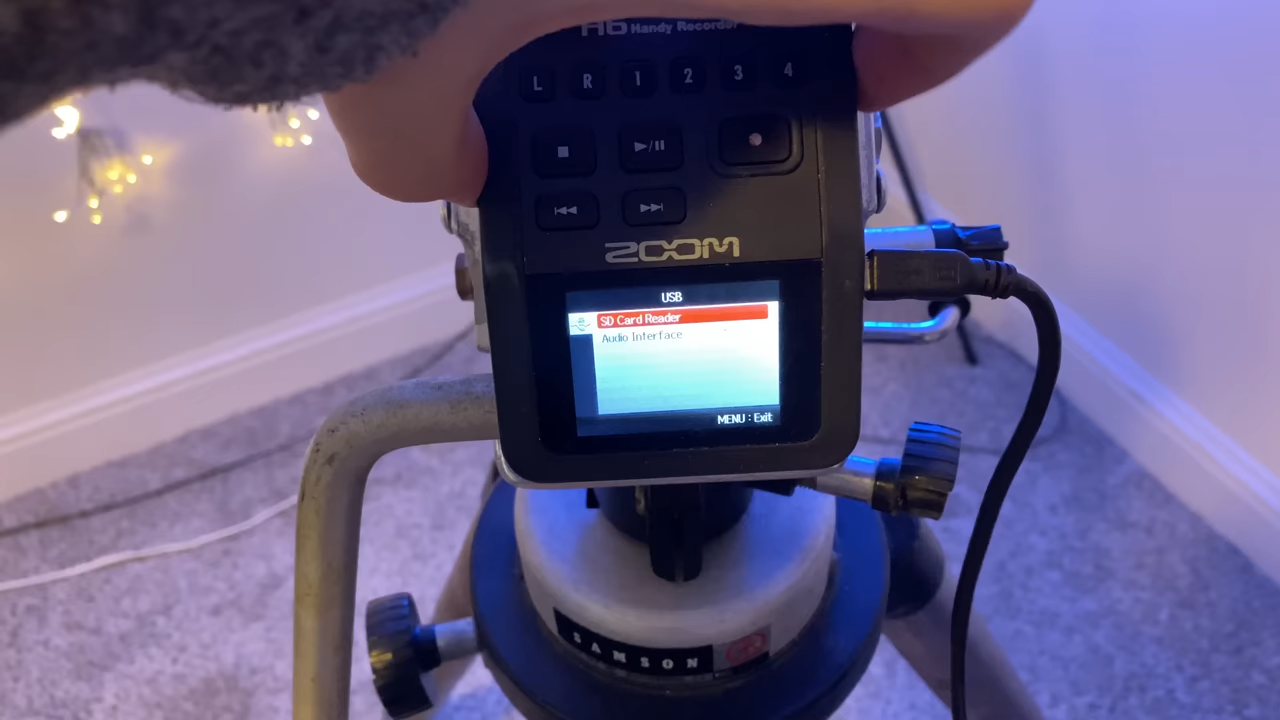 H6 Handy Recorder
L R 1 2 3 4
ZOOM
USB
SD Card Reader
Audio Interface
MENU : Exit
SAMSON